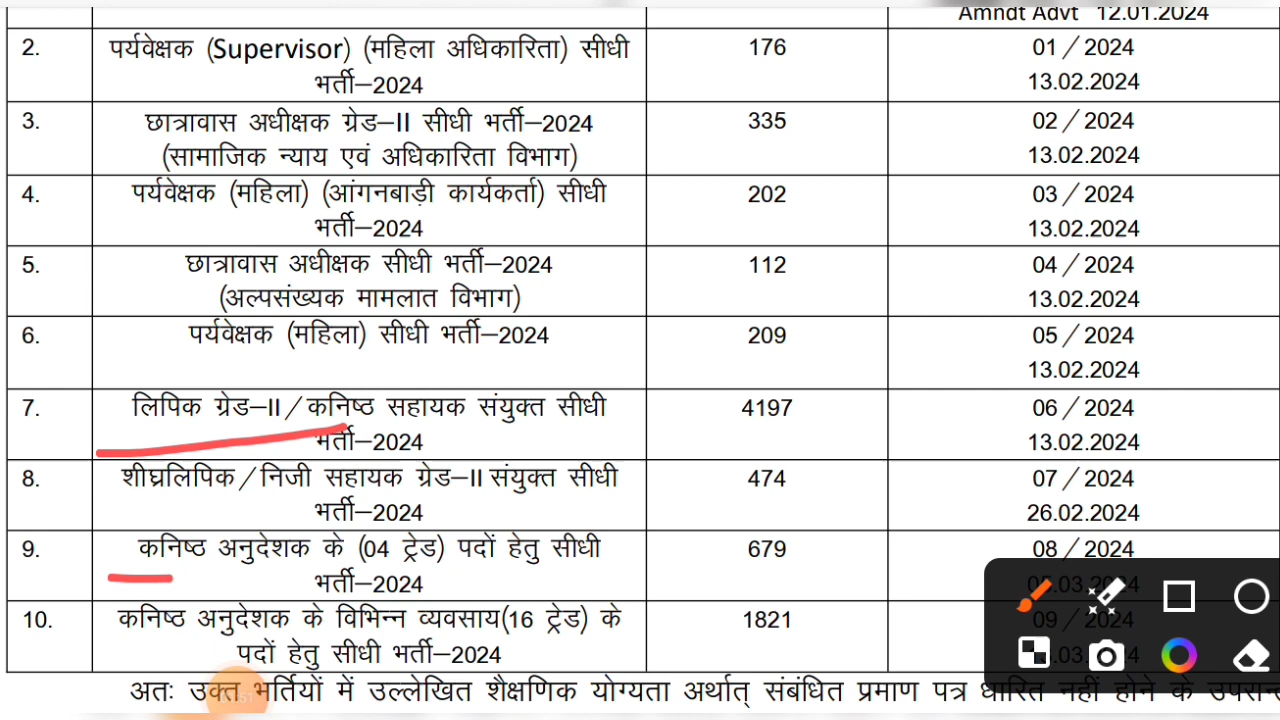 Amndt Advt 12.01.2024
2. पर्यवेक्षक (Supervisor) (महिला अधिकारिता) सीधी 176 01 / 2024
भर्ती–2024 13.02.2024
3. छात्रावास अधीक्षक ग्रेड–II सीधी भर्ती–2024 335 02 / 2024
(सामाजिक न्याय एवं अधिकारिता विभाग) 13.02.2024
4. पर्यवेक्षक (महिला) (आंगनबाड़ी कार्यकर्ता) सीधी 202 03 / 2024
भर्ती–2024 13.02.2024
5. छात्रावास अधीक्षक सीधी भर्ती–2024 112 04 / 2024
(अल्पसंख्यक मामलात विभाग) 13.02.2024
6. पर्यवेक्षक (महिला) सीधी भर्ती–2024 209 05 / 2024
13.02.2024
7. लिपिक ग्रेड–II / कनिष्ठ सहायक संयुक्त सीधी 4197 06 / 2024
भर्ती–2024 13.02.2024
8. शीघ्रलिपिक / निजी सहायक ग्रेड–II संयुक्त सीधी 474 07 / 2024
भर्ती–2024 26.02.2024
9. कनिष्ठ अनुदेशक के (04 ट्रेड) पदों हेतु सीधी 679 08 / 2024
भर्ती–2024
10. कनिष्ठ अनुदेशक के विभिन्न व्यवसाय(16 ट्रेड) के 1821 09 / 2024
पदों हेतु सीधी भर्ती–2024
अतः उक्त भर्तियों में उल्लेखित शैक्षणिक योग्यता अर्थात् संबंधित प्रमाण पत्र धारित नहीं होने के